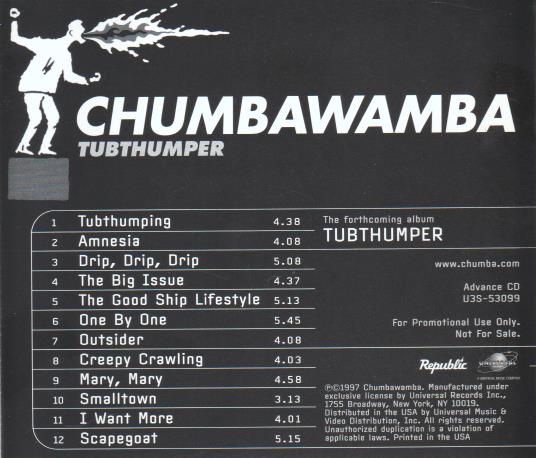 CHUMBAWAMBA
TUBTHUMPER
1 Tubthumping 4.38
2 Amnesia 4.08
3 Drip, Drip, Drip 5.08
4 The Big Issue 4.37
5 The Good Ship Lifestyle 5.13
6 One By One 5.45
7 Outsider 4.08
8 Creepy Crawling 4.03
9 Mary, Mary 4.58
10 Smalltown 3.13
11 I Want More 4.01
12 Scapegoat 5.15
The forthcoming album
TUBTHUMPER
www.chumba.com
Advance CD
U3S-53099
For Promotional Use Only.
Not For Sale.
Republic
UNIVERSAL
A UNIVERSAL MUSIC COMPANY
℗©1997 Chumbawamba. Manufactured under
exclusive license by Universal Records Inc.,
1755 Broadway, New York, NY 10019.
Distributed in the USA by Universal Music &
Video Distribution, Inc. All rights reserved.
Unauthorized duplication is a violation of
applicable laws. Printed in the USA